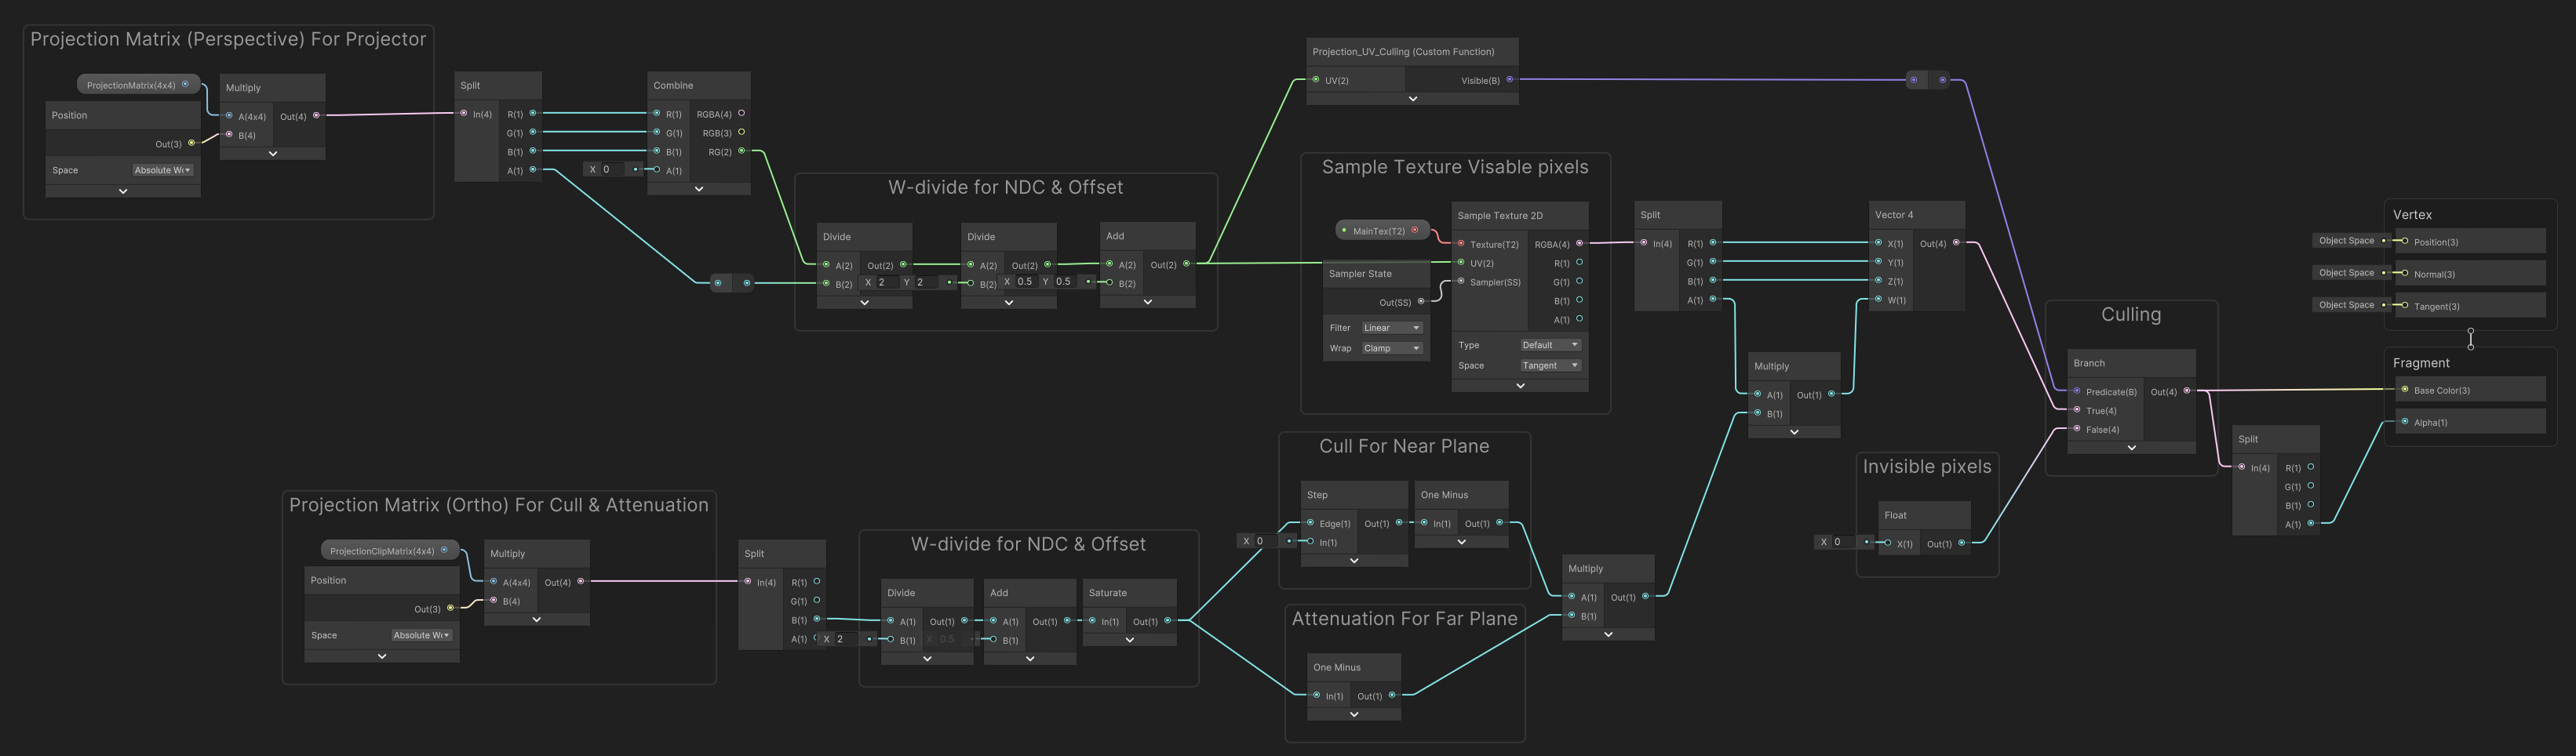 Projection Matrix (Perspective) For Projector
ProjectionMatrix(4x4)
Multiply
A(4x4) Out(4)
B(4)
Position
Out(3)
Space Absolute W
Split
In(4) R(1)
G(1)
B(1)
A(1)
X 0
Combine
R(1) RGBA(4)
G(1) RGB(3)
B(1) RG(2)
A(1)
W-divide for NDC & Offset
Divide
A(2) Out(2)
B(2)
X 2 Y 2
Divide
A(2) Out(2)
B(2)
X 0.5 Y 0.5
Add
A(2) Out(2)
B(2)
Projection_UV_Culling (Custom Function)
UV(2) Visible(B)
Sample Texture Visable pixels
MainTex(T2)
Sampler State
Out(SS)
Filter Linear
Wrap Clamp
Sample Texture 2D
Texture(T2) RGBA(4)
UV(2) R(1)
Sampler(SS) G(1)
B(1)
A(1)
Type Default
Space Tangent
Split
In(4) R(1)
G(1)
B(1)
A(1)
Multiply
A(1) Out(1)
B(1)
Vector 4
X(1) Out(4)
Y(1)
Z(1)
W(1)
Culling
Branch
Predicate(B) Out(4)
True(4)
False(4)
Invisible pixels
Float
X 0
X(1) Out(1)
Split
In(4) R(1)
G(1)
B(1)
A(1)
Vertex
Object Space Position(3)
Object Space Normal(3)
Object Space Tangent(3)
Fragment
Base Color(3)
Alpha(1)
Projection Matrix (Ortho) For Cull & Attenuation
ProjectionClipMatrix(4x4)
Multiply
A(4x4) Out(4)
B(4)
Position
Out(3)
Space Absolute W
Split
In(4) R(1)
G(1)
B(1)
A(1)
X 2
W-divide for NDC & Offset
Divide
A(1) Out(1)
B(1)
X 0.5
Add
A(1) Out(1)
B(1)
Saturate
In(1) Out(1)
Cull For Near Plane
X 0
Step
Edge(1) Out(1)
In(1)
One Minus
In(1) Out(1)
Attenuation For Far Plane
One Minus
In(1) Out(1)
Multiply
A(1) Out(1)
B(1)